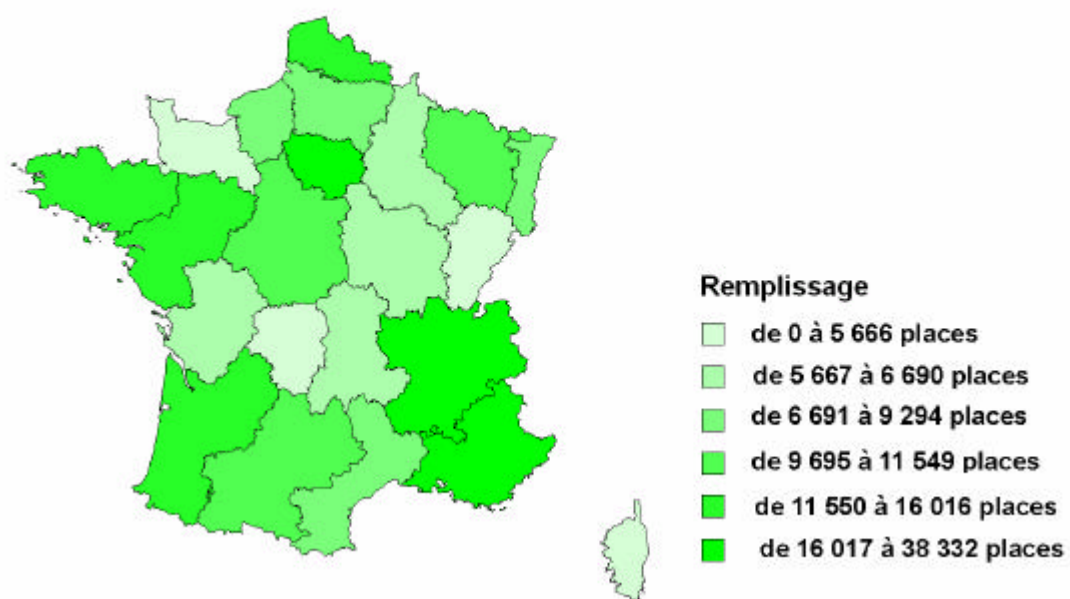 Remplissage
de 0 à 5 666 places
de 5 667 à 6 690 places
de 6 691 à 9 294 places
de 9 695 à 11 549 places
de 11 550 à 16 016 places
de 16 017 à 38 332 places